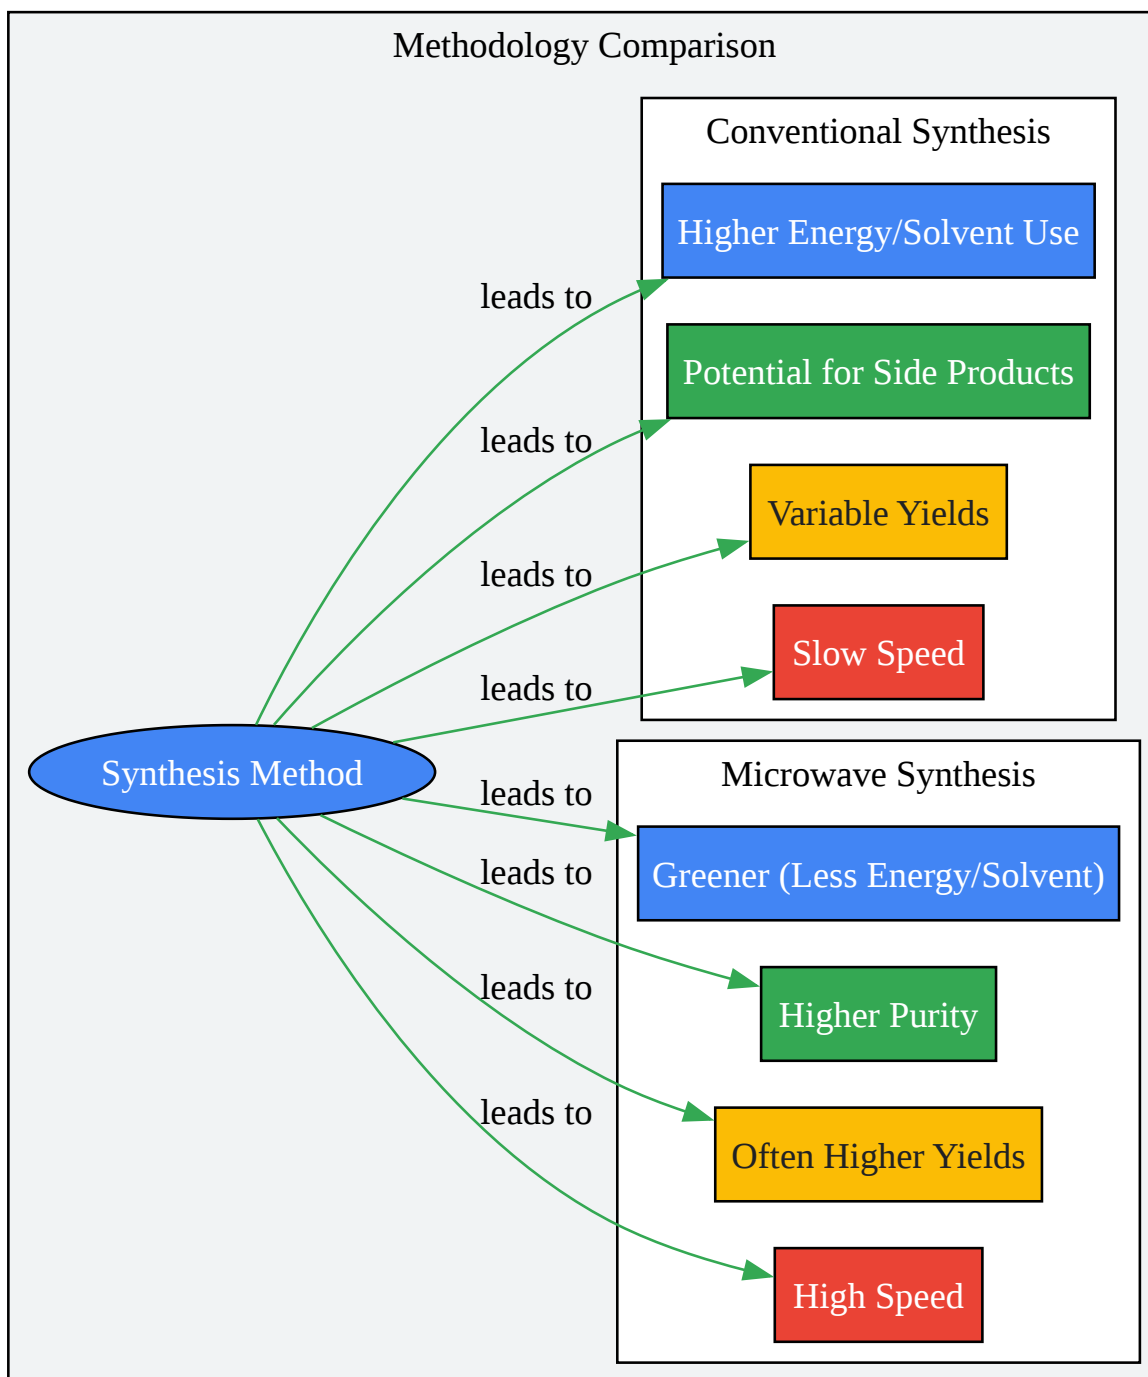 Methodology Comparison
Conventional Synthesis
Higher Energy/Solvent Use
leads to
Potential for Side Products
leads to
Variable Yields
leads to
Slow Speed
leads to
Synthesis Method
Microwave Synthesis
leads to
Greener (Less Energy/Solvent)
leads to
Higher Purity
leads to
Often Higher Yields
leads to
High Speed